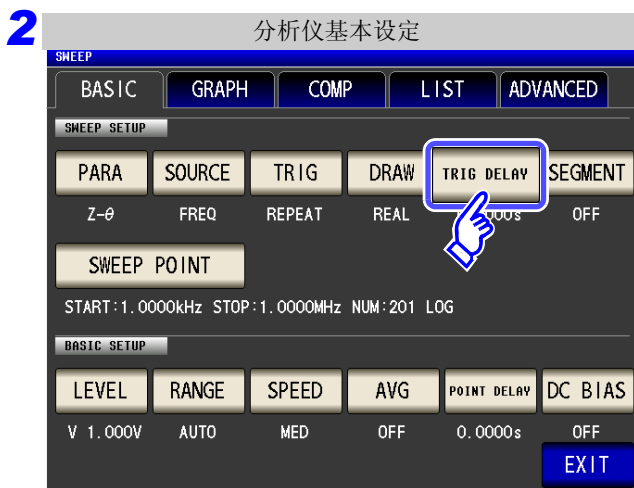 2 分析仪基本设定
SWEEP
BASIC GRAPH COMP LIST ADVANCED
SWEEP SETUP
PARA SOURCE TRIG DRAW TRIG DELAY SEGMENT
Z-θ FREQ REPEAT REAL 000s OFF
SWEEP POINT
START:1.0000kHz STOP:1.0000MHz NUM:201 LOG
BASIC SETUP
LEVEL RANGE SPEED AVG POINT DELAY DC BIAS
V 1.000V AUTO MED OFF 0.0000s OFF
EXIT